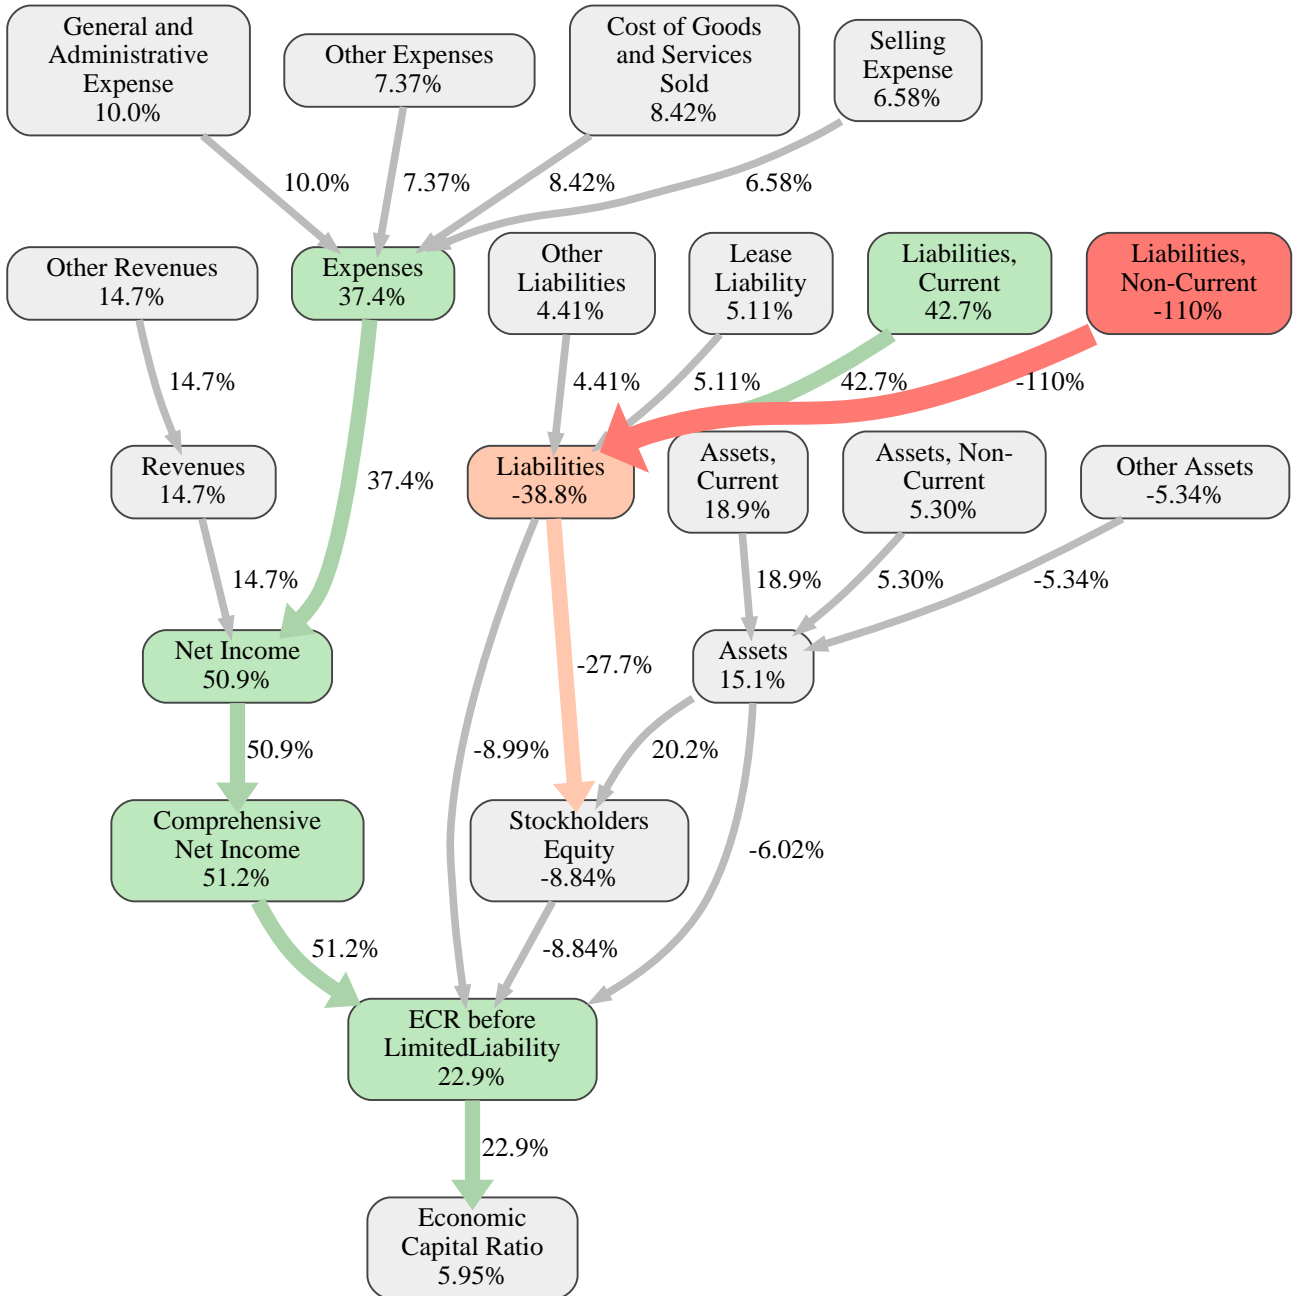 General and
Administrative
Expense
10.0%
Other Expenses
7.37%
Cost of Goods
and Services
Sold
8.42%
Selling
Expense
6.58%
10.0%
7.37%
8.42%
6.58%
Other Revenues
14.7%
Expenses
37.4%
Other
Liabilities
4.41%
Lease
Liability
5.11%
Liabilities,
Current
42.7%
Liabilities,
Non-Current
-110%
14.7%
4.41%
5.11%
42.7%
-110%
Revenues
14.7%
37.4%
Liabilities
-38.8%
Assets,
Current
18.9%
Assets, Non-
Current
5.30%
Other Assets
-5.34%
14.7%
18.9%
5.30%
-5.34%
Net Income
50.9%
-27.7%
Assets
15.1%
50.9%
-8.99%
20.2%
Comprehensive
Net Income
51.2%
Stockholders
Equity
-8.84%
-6.02%
51.2%
-8.84%
ECR before
LimitedLiability
22.9%
22.9%
Economic
Capital Ratio
5.95%